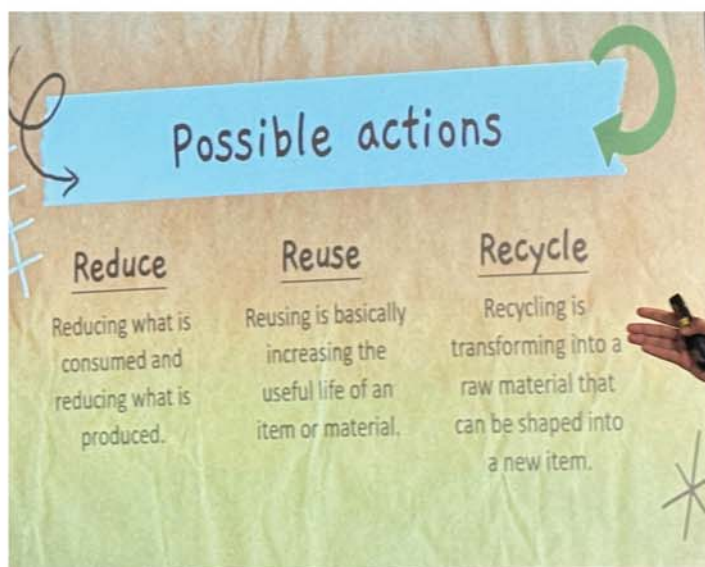 Possible actions
Reduce
Reducing what is
consumed and
reducing what is
produced.
Reuse
Reusing is basically
increasing the
useful life of an
item or material.
Recycle
Recycling is
transforming into a
raw material that
can be shaped into
a new item.